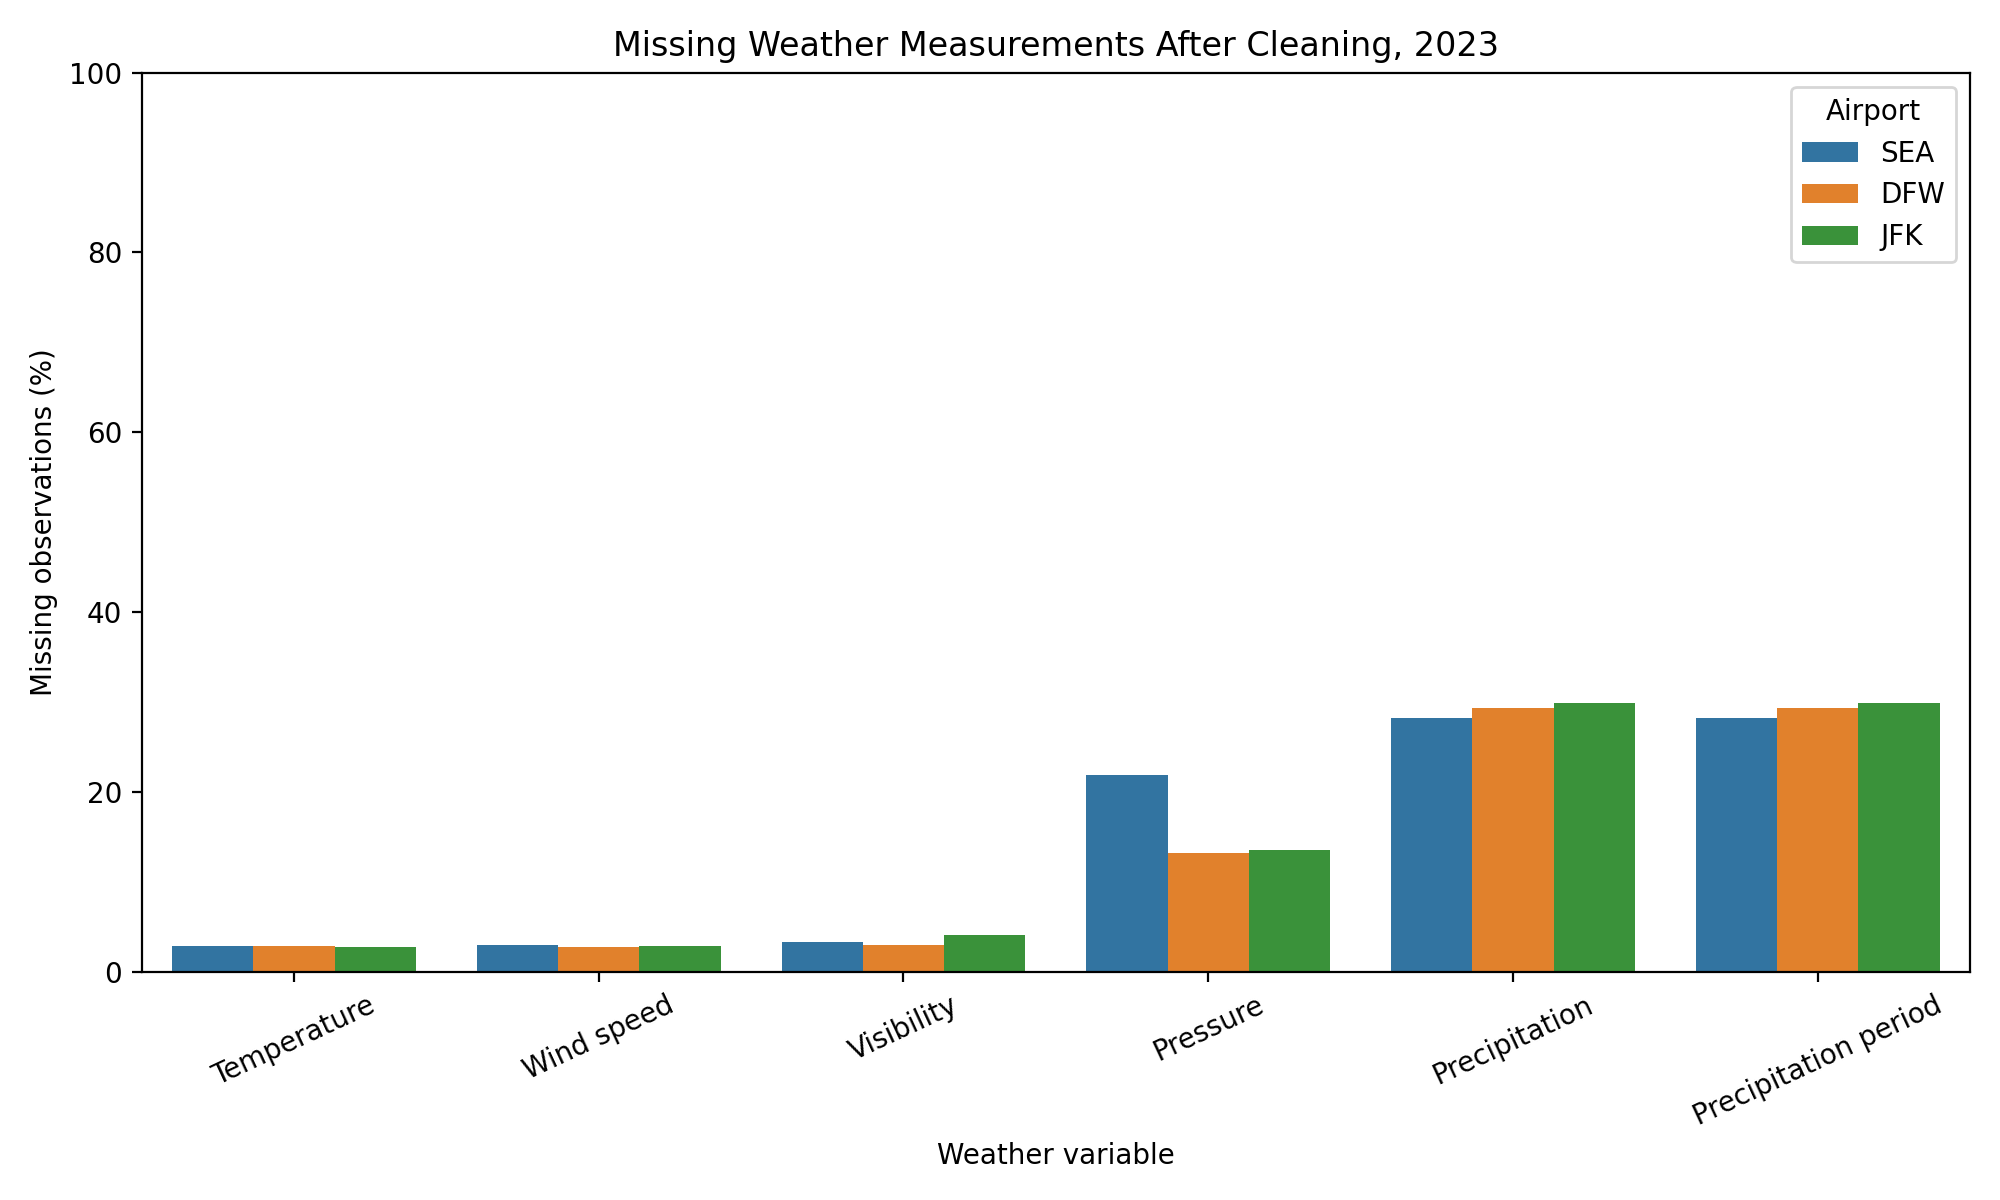 Missing Weather Measurements After Cleaning, 2023
Missing observations (%)
100
80
60
40
20
0
Airport
SEA
DFW
JFK
Temperature
Wind speed
Visibility
Pressure
Precipitation
Precipitation period
Weather variable